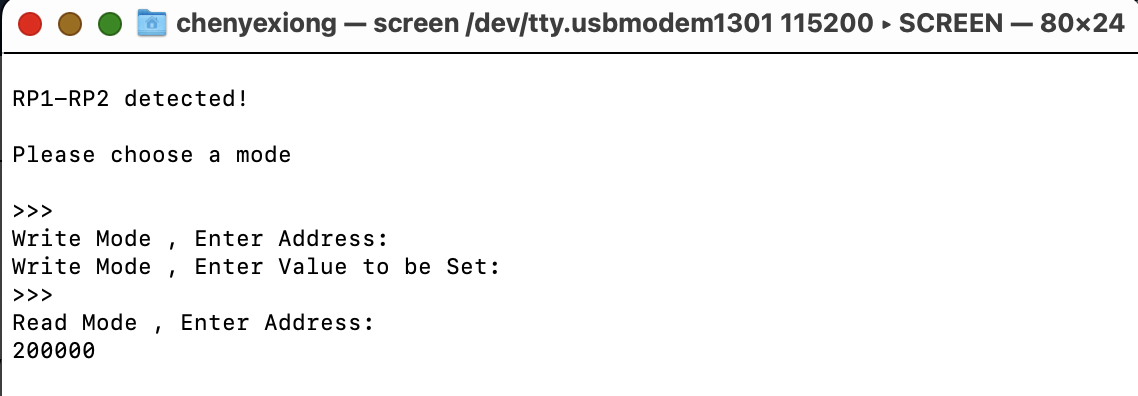 chenyexiong — screen /dev/tty.usbmodem1301 115200 ▸ SCREEN — 80×24
RP1-RP2 detected!
Please choose a mode
>>>
Write Mode , Enter Address:
Write Mode , Enter Value to be Set:
>>>
Read Mode , Enter Address:
200000